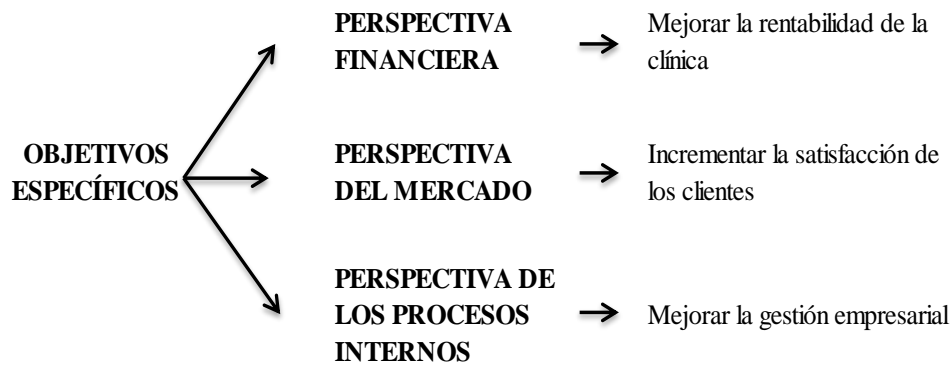 OBJETIVOS
ESPECÍFICOS
PERSPECTIVA
FINANCIERA
Mejorar la rentabilidad de la
clínica
PERSPECTIVA
DEL MERCADO
Incrementar la satisfacción de
los clientes
PERSPECTIVA DE
LOS PROCESOS
INTERNOS
Mejorar la gestión empresarial